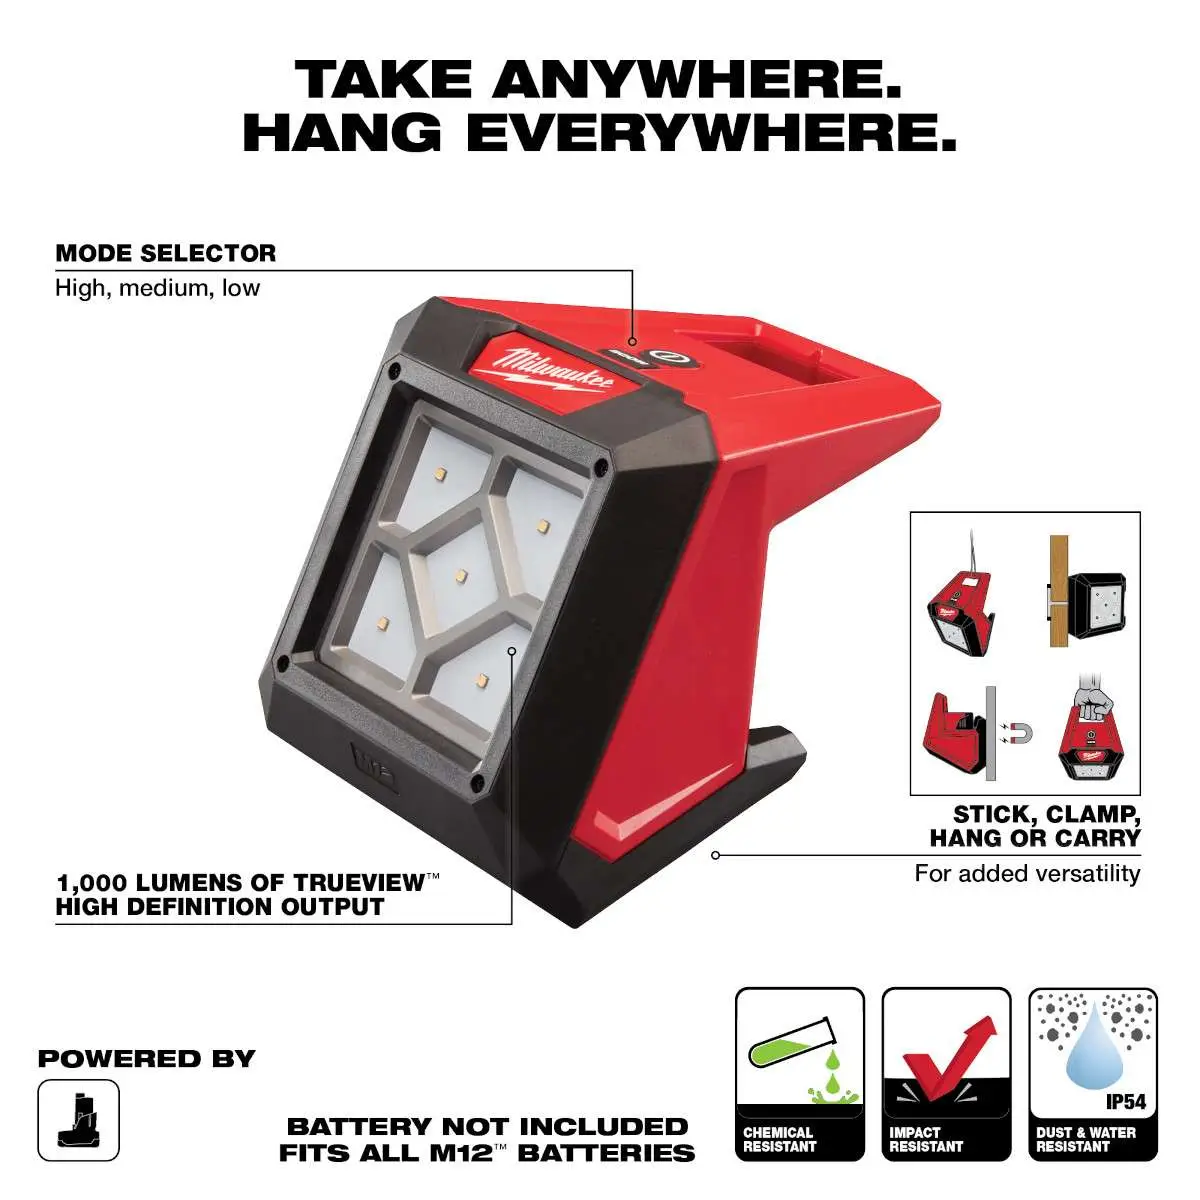 TAKE ANYWHERE.
HANG EVERYWHERE.
MODE SELECTOR
High, medium, low
Milwaukee
1,000 LUMENS OF TRUEVIEW™
HIGH DEFINITION OUTPUT
STICK, CLAMP,
HANG OR CARRY
For added versatility
POWERED BY
BATTERY NOT INCLUDED
FITS ALL M12™ BATTERIES
CHEMICAL
RESISTANT
IMPACT
RESISTANT
IP54
DUST & WATER
RESISTANT